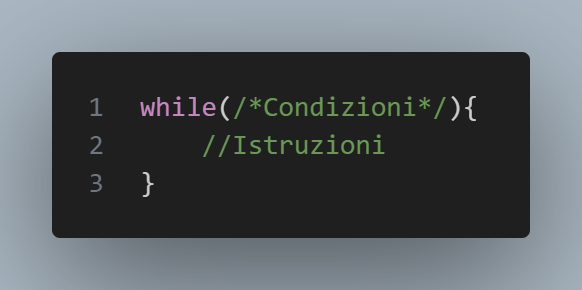 1 while(/*Condizioni*/){
2     //Istruzioni
3 }